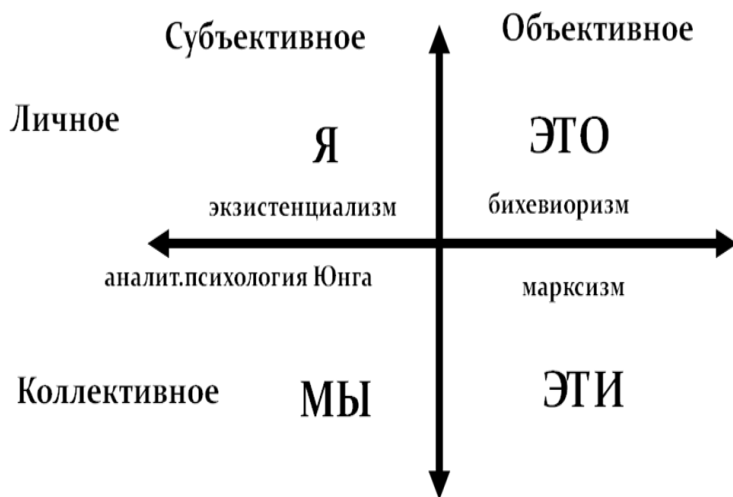 Субъективное
Объективное
Личное
Я
ЭТО
экзистенциализм
бихевиоризм
аналит.психология Юнга
марксизм
Коллективное
МЫ
ЭТИ